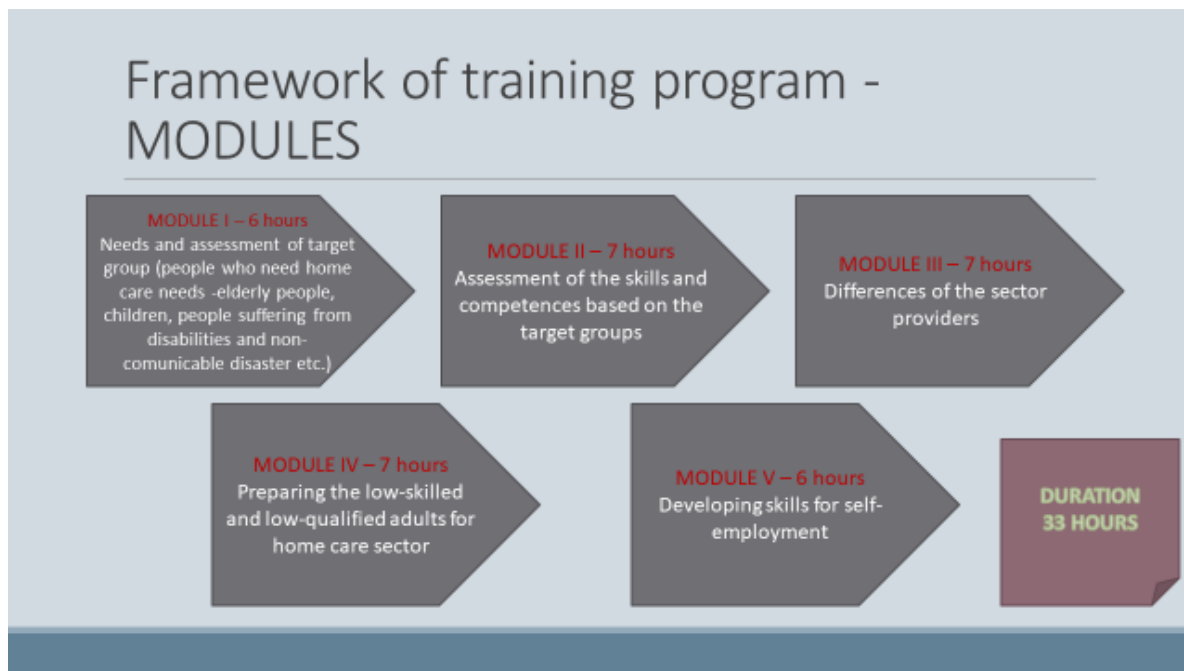 Framework of training program -
MODULES
MODULE I – 6 hours
Needs and assessment of target
group (people who need home
care needs -elderly people,
children, people suffering from
disabilities and non-
comunicable disaster etc.)
MODULE II – 7 hours
Assessment of the skills and
competences based on the
target groups
MODULE III – 7 hours
Differences of the sector
providers
MODULE IV – 7 hours
Preparing the low-skilled
and low-qualified adults for
home care sector
MODULE V – 6 hours
Developing skills for self-
employment
DURATION
33 HOURS